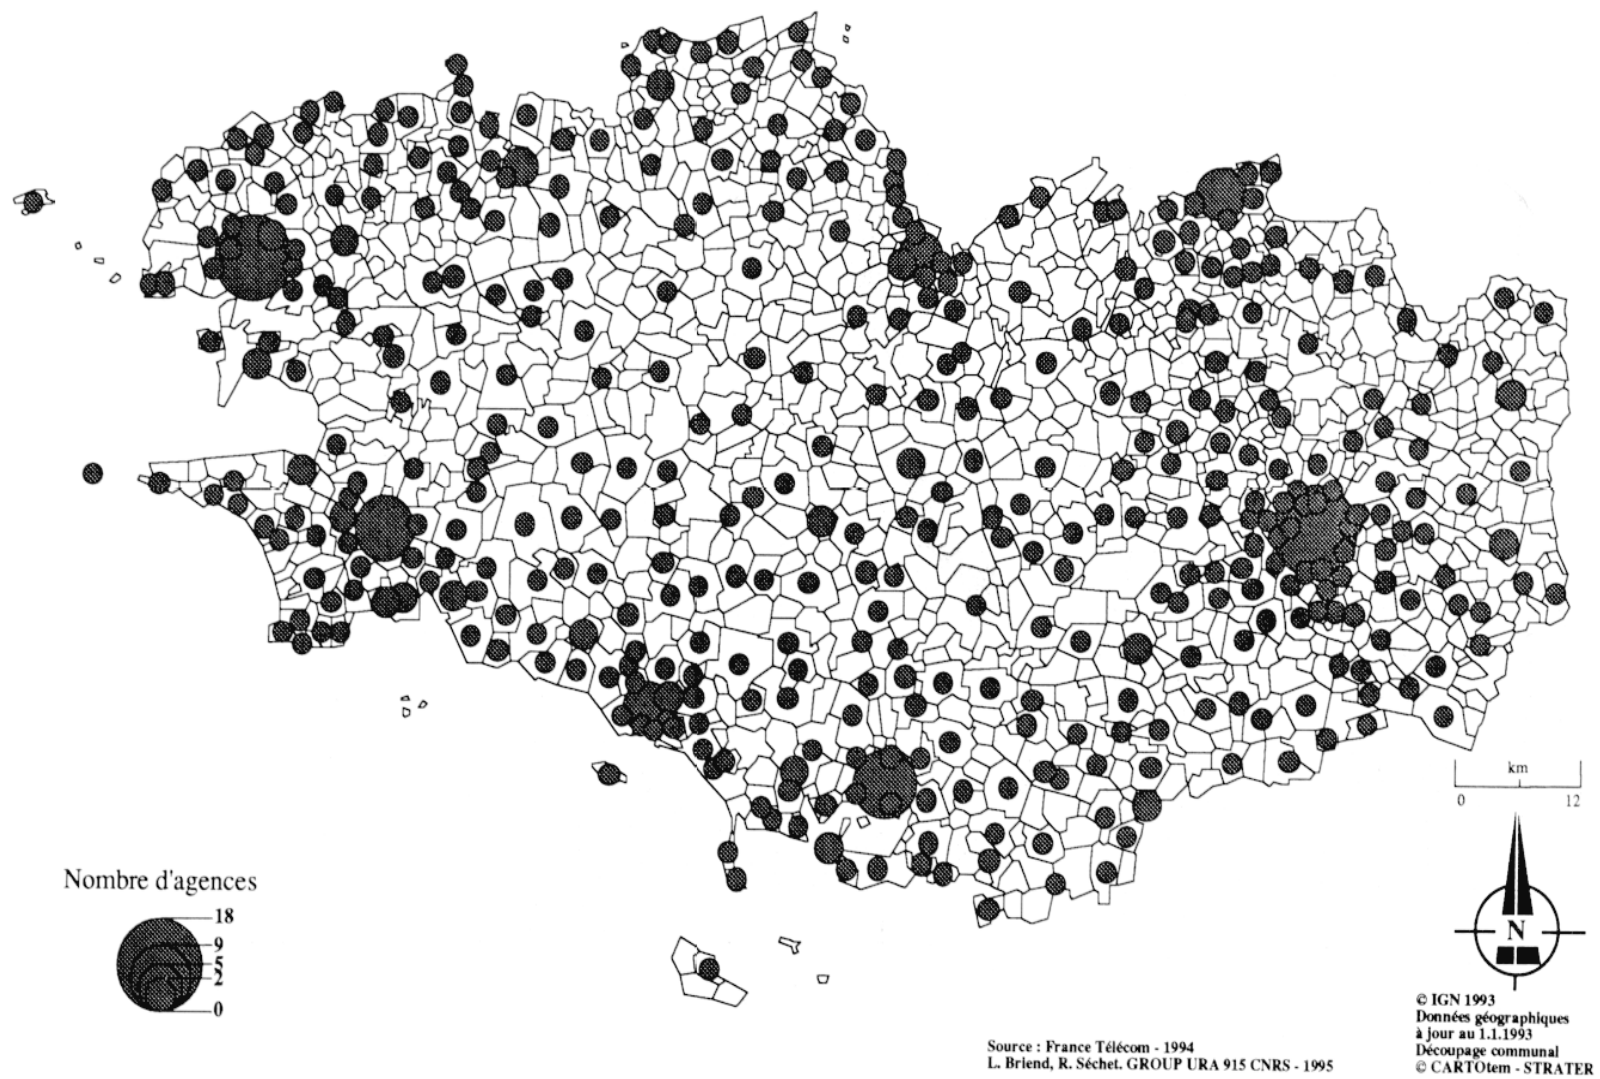 km
0 12
Nombre d'agences
18
9
5
2
0
N
© IGN 1993
Données géographiques
à jour au 1.1.1993
Découpage communal
© CARTOtem - STRATER
Source : France Télécom - 1994
L. Briend, R. Séchet. GROUP URA 915 CNRS - 1995